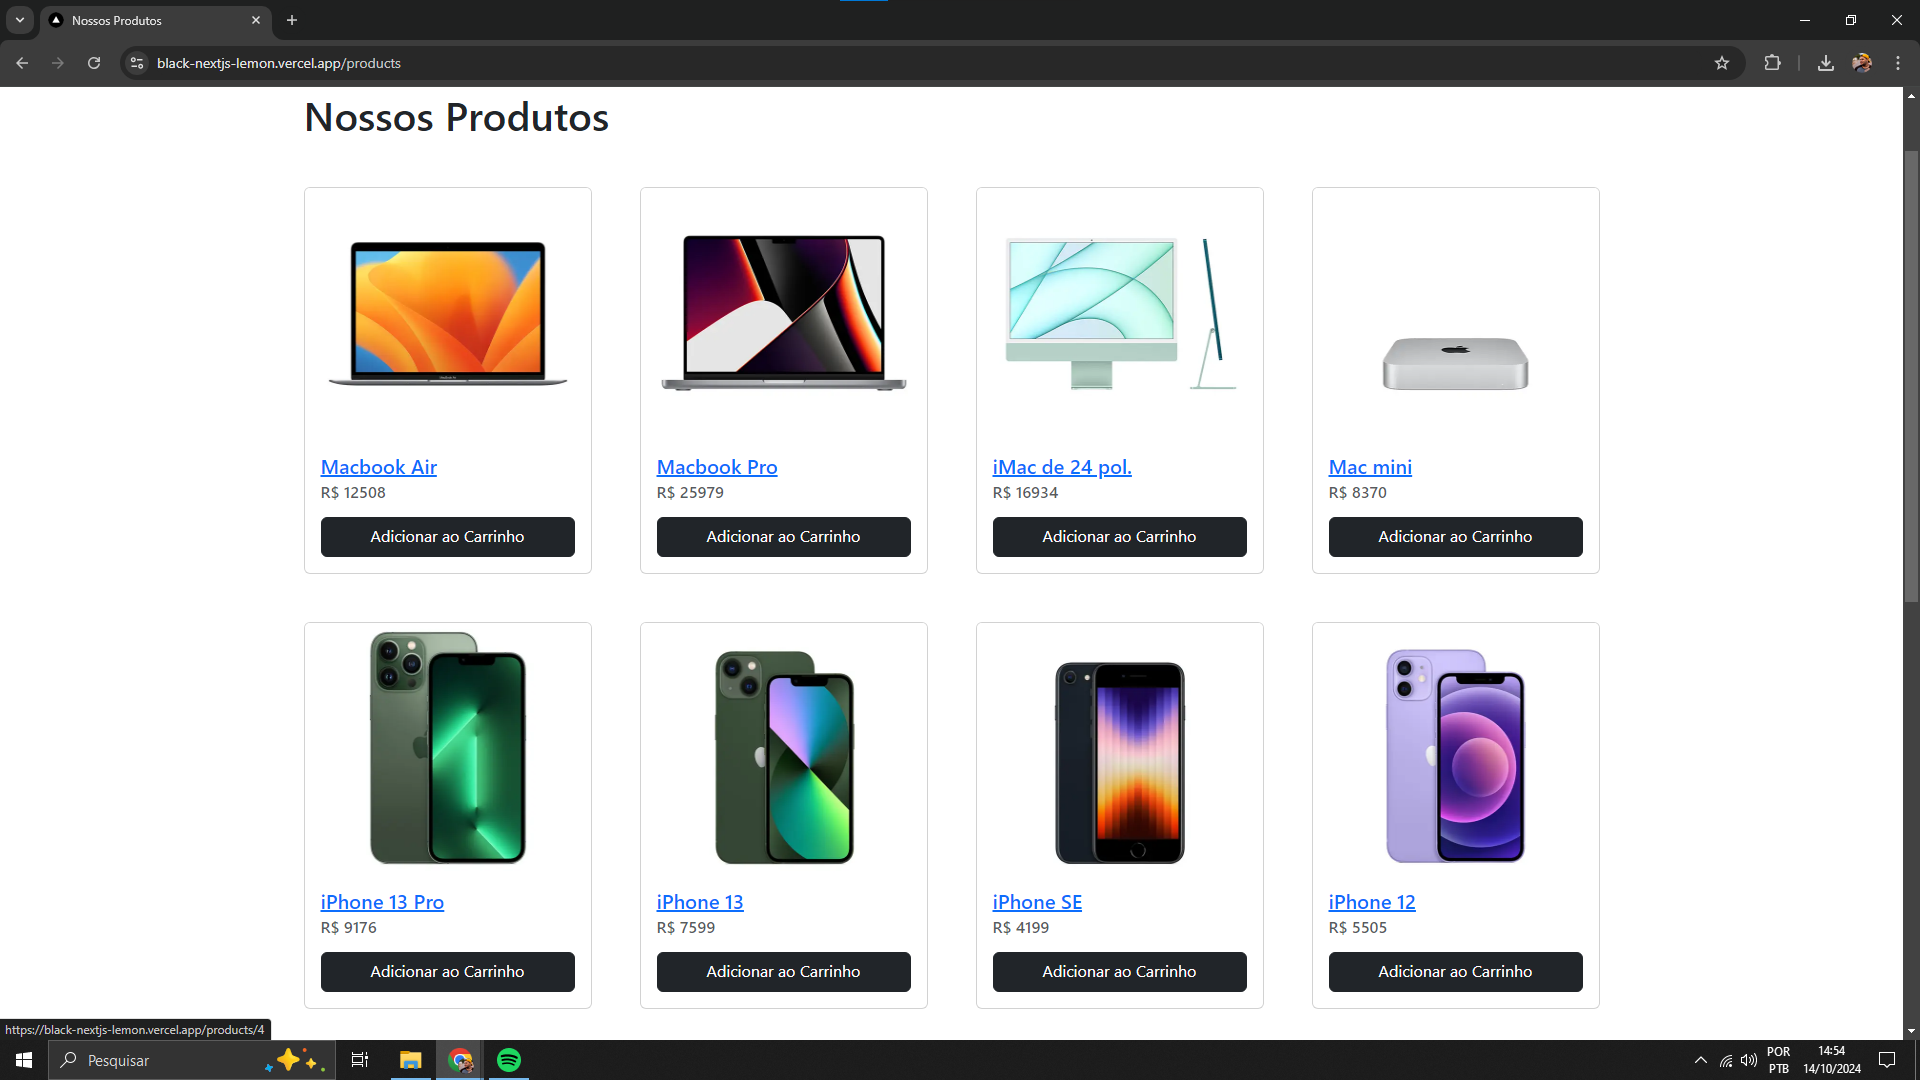 Nossos Produtos
black-nextjs-lemon.vercel.app/products
Nossos Produtos
Macbook Air
R$ 12508
Adicionar ao Carrinho
Macbook Pro
R$ 25979
Adicionar ao Carrinho
iMac de 24 pol.
R$ 16934
Adicionar ao Carrinho
Mac mini
R$ 8370
Adicionar ao Carrinho
iPhone 13 Pro
R$ 9176
Adicionar ao Carrinho
iPhone 13
R$ 7599
Adicionar ao Carrinho
iPhone SE
R$ 4199
Adicionar ao Carrinho
iPhone 12
R$ 5505
Adicionar ao Carrinho
https://black-nextjs-lemon.vercel.app/products/4
Pesquisar
POR
PTB
14:54
14/10/2024